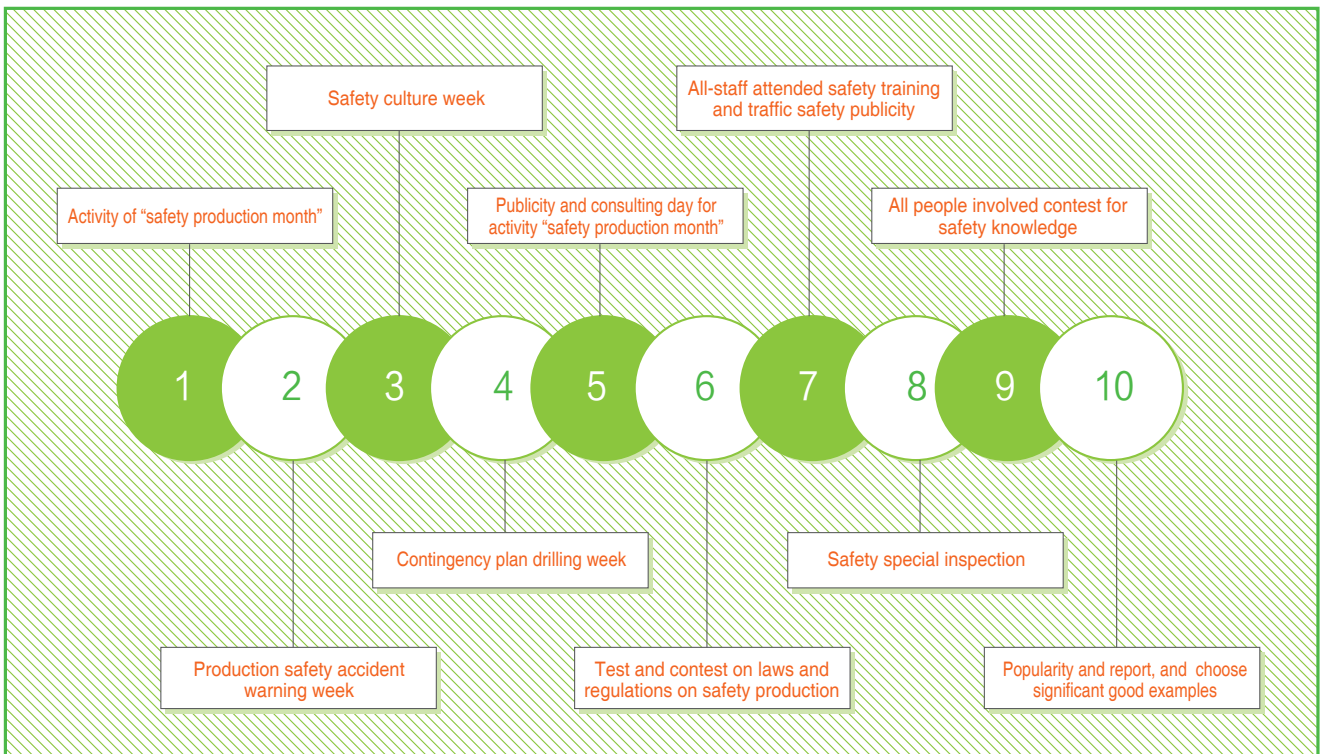 Safety culture week
All-staff attended safety training
and traffic safety publicity
Activity of “safety production month”
Publicity and consulting day for
activity “safety production month”
All people involved contest for
safety knowledge
1
2
3
4
5
6
7
8
9
10
Contingency plan drilling week
Safety special inspection
Production safety accident
warning week
Test and contest on laws and
regulations on safety production
Popularity and report, and choose
significant good examples